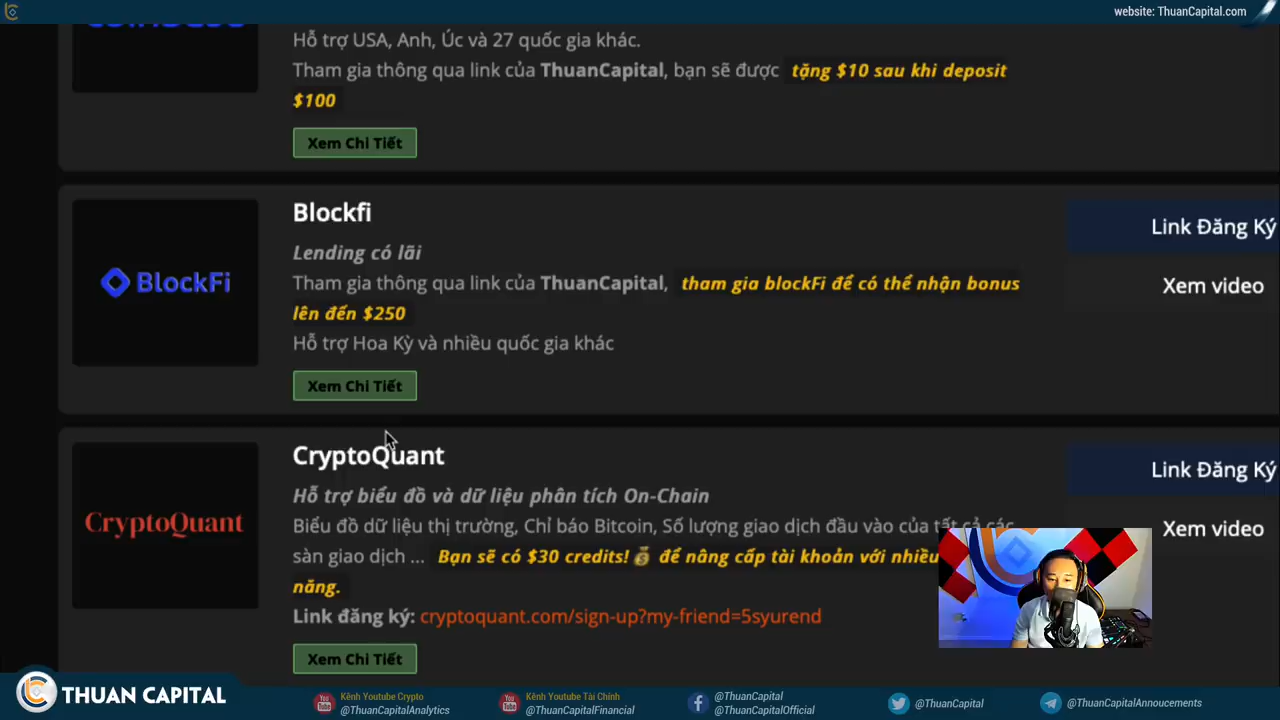 website: ThuanCapital.com
Hỗ trợ USA, Anh, Úc và 27 quốc gia khác.
Tham gia thông qua link của ThuanCapital, bạn sẽ được tặng $10 sau khi deposit
$100
Xem Chi Tiết
BlockFi
Blockfi
Lending có lãi
Tham gia thông qua link của ThuanCapital, tham gia blockFi để có thể nhận bonus
lên đến $250
Hỗ trợ Hoa Kỳ và nhiều quốc gia khác
Xem Chi Tiết
Link Đăng Ký
Xem video
CryptoQuant
CryptoQuant
Hỗ trợ biểu đồ và dữ liệu phân tích On-Chain
Biểu đồ dữ liệu thị trường, Chỉ báo Bitcoin, Số lượng giao dịch đầu vào của tất cả các
sàn giao dịch ... Bạn sẽ có $30 credits!💰 để nâng cấp tài khoản với nhiều
năng.
Link đăng ký: cryptoquant.com/sign-up?my-friend=5syurend
Xem Chi Tiết
Link Đăng Ký
Xem video
THUAN CAPITAL
Kênh Youtube Crypto
@ThuanCapitalAnalytics
Kênh Youtube Tài Chính
@ThuanCapitalFinancial
@ThuanCapital
@ThuanCapitalOfficial
@ThuanCapital
@ThuanCapitalAnnoucements